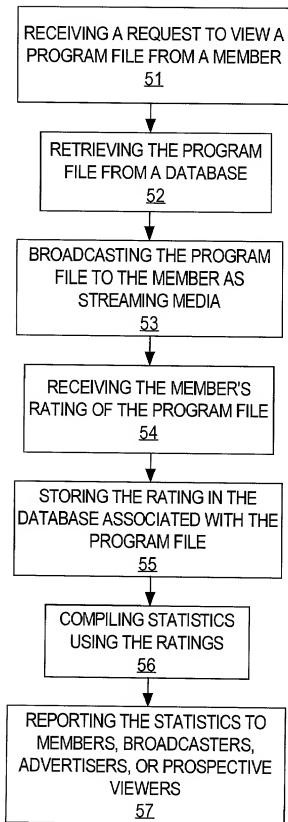 RECEIVING A REQUEST TO VIEW A
PROGRAM FILE FROM A MEMBER
51
RETRIEVING THE PROGRAM
FILE FROM A DATABASE
52
BROADCASTING THE PROGRAM
FILE TO THE MEMBER AS
STREAMING MEDIA
53
RECEIVING THE MEMBER'S
RATING OF THE PROGRAM FILE
54
STORING THE RATING IN THE
DATABASE ASSOCIATED WITH THE
PROGRAM FILE
55
COMPILING STATISTICS
USING THE RATINGS
56
REPORTING THE STATISTICS TO
MEMBERS, BROADCASTERS,
ADVERTISERS, OR PROSPECTIVE
VIEWERS
57